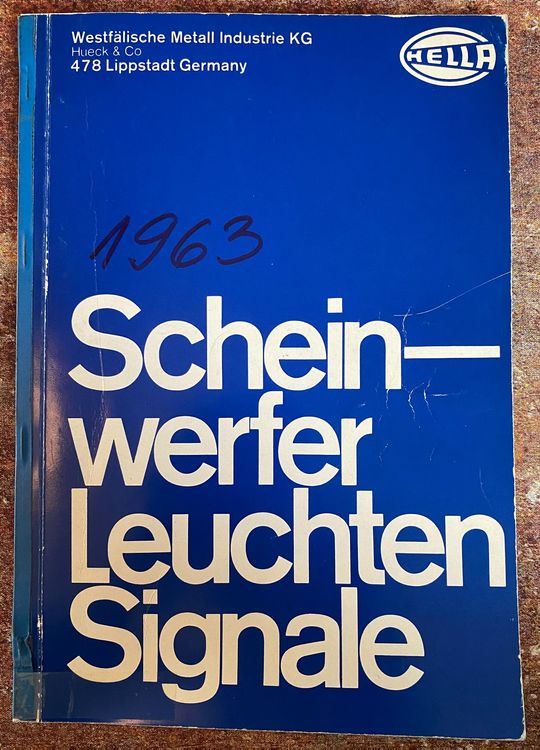 Westfälische Metall Industrie KG
Hueck & Co
478 Lippstadt Germany
HELLA
1963
Schein—
werfer
Leuchten
Signale